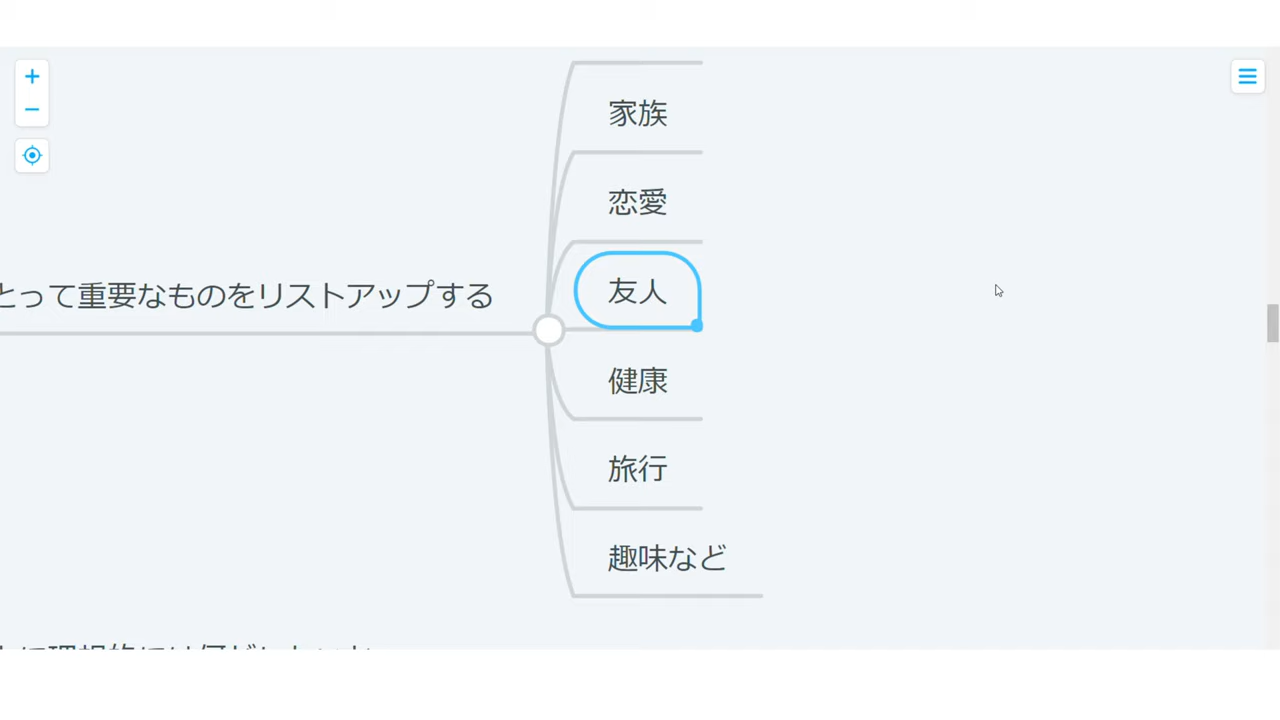 家族
恋愛
とって重要なものをリストアップする
友人
健康
旅行
趣味など